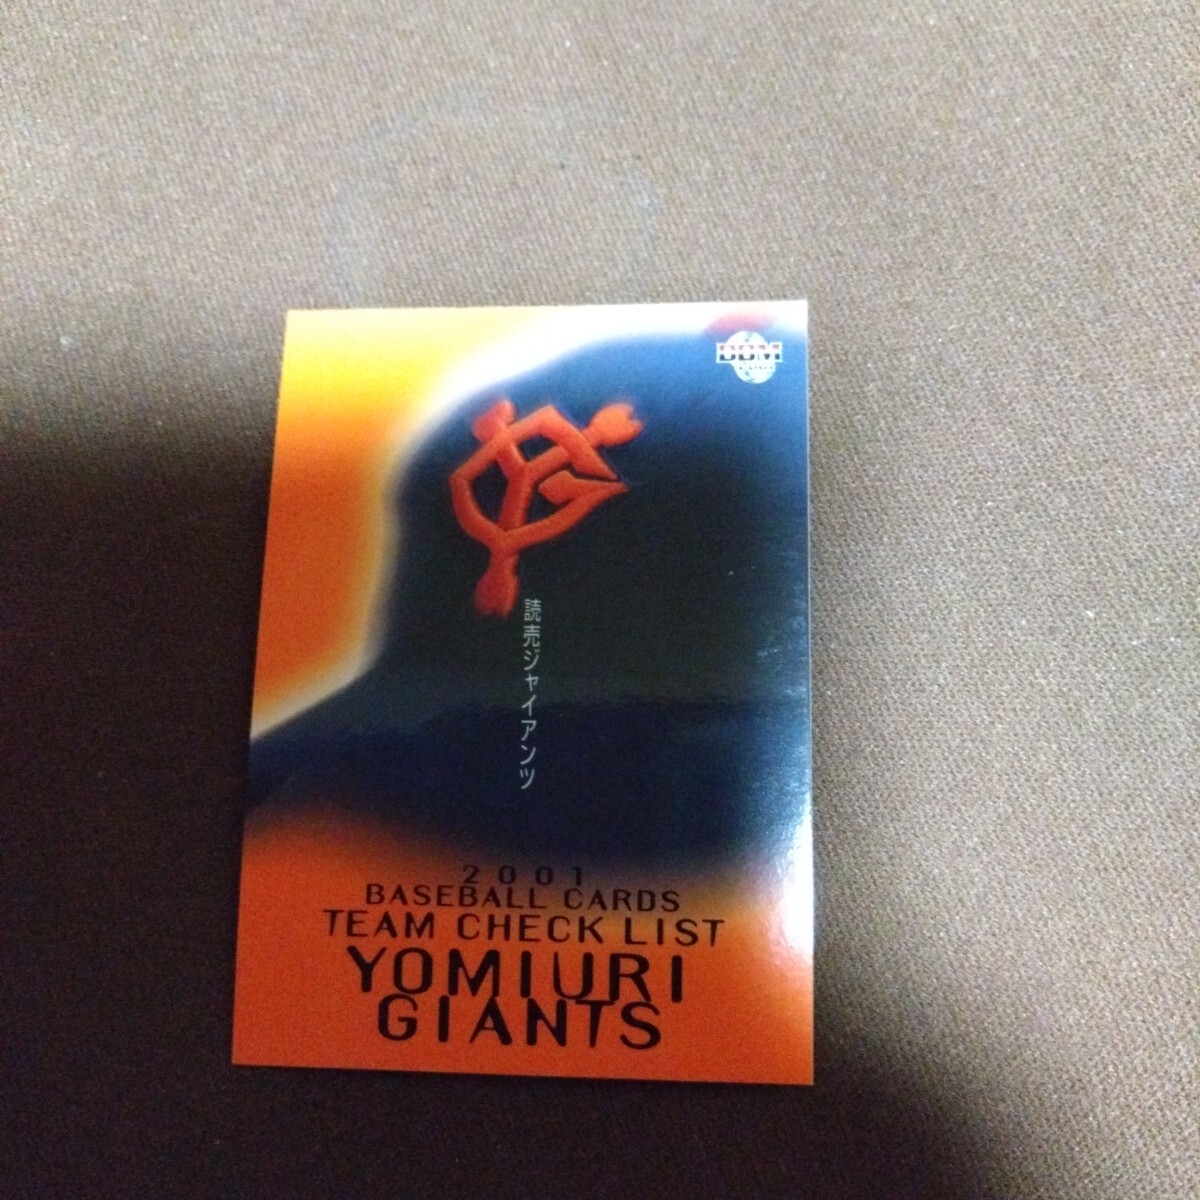 BBM
読売ジャイアンツ
2001
BASEBALL CARDS
TEAM CHECK LIST
YOMIURI
GIANTS